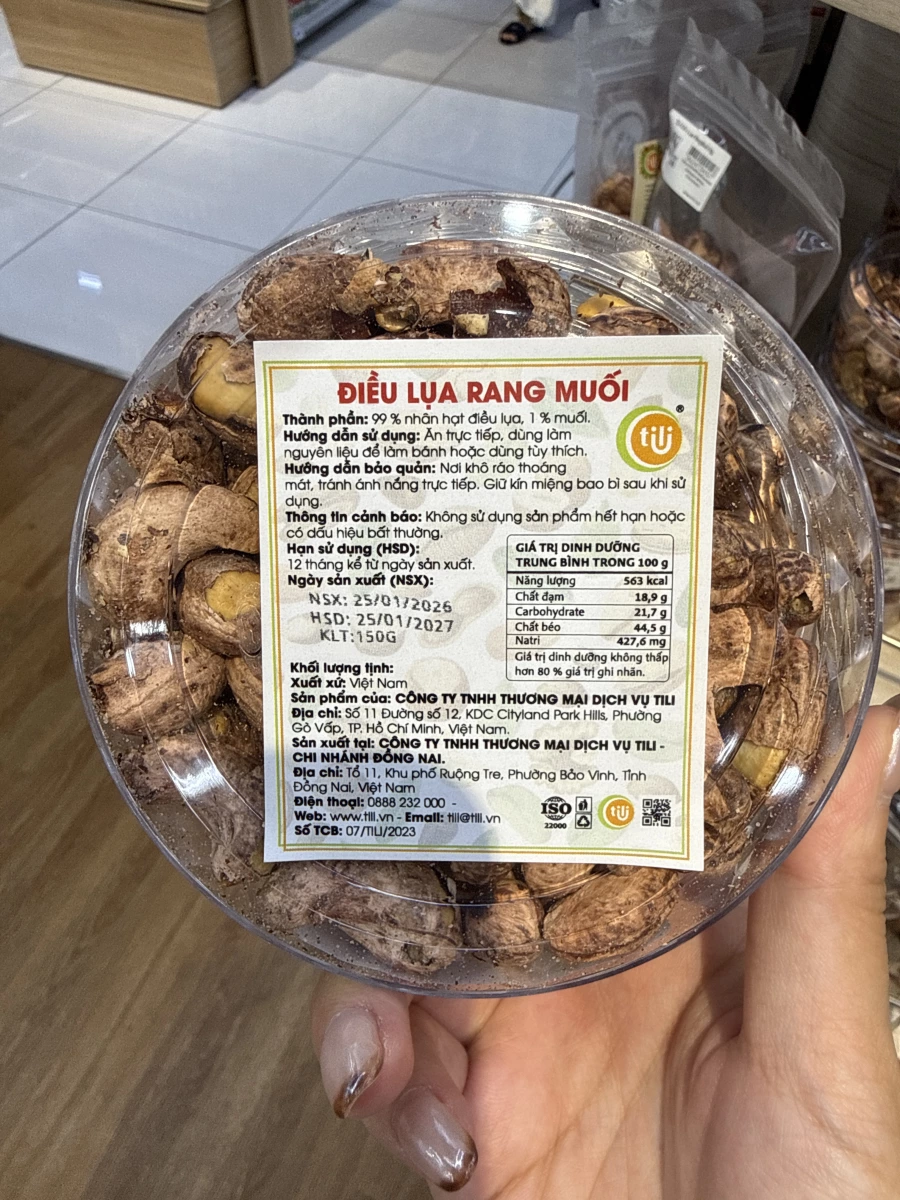 ĐIỀU LỤA RANG MUỐI
Thành phần: 99 % nhân hạt điều lụa, 1 % muối.
Hướng dẫn sử dụng: Ăn trực tiếp, dùng làm
nguyên liệu để làm bánh hoặc dùng tùy thích.
Hướng dẫn bảo quản: Nơi khô ráo thoáng
mát, tránh ánh nắng trực tiếp. Giữ kín miệng bao bì sau khi sử
dụng.
tiLi ®
Thông tin cảnh báo: Không sử dụng sản phẩm hết hạn hoặc
có dấu hiệu bất thường.
Hạn sử dụng (HSD):
12 tháng kể từ ngày sản xuất.
Ngày sản xuất (NSX):
NSX: 25/01/2026
HSD: 25/01/2027
KLT:150G
GIÁ TRỊ DINH DƯỠNG
TRUNG BÌNH TRONG 100 g
Năng lượng 563 kcal
Chất đạm 18,9 g
Carbohydrate 21,7 g
Chất béo 44,5 g
Natri 427,6 mg
Giá trị dinh dưỡng không thấp
hơn 80 % giá trị ghi nhãn.
Khối lượng tịnh:
Xuất xứ: Việt Nam
Sản phẩm của: CÔNG TY TNHH THƯƠNG MẠI DỊCH VỤ TILI
Địa chỉ: Số 11 Đường số 12, KDC Cityland Park Hills, Phường
Gò Vấp, TP. Hồ Chí Minh, Việt Nam.
Sản xuất tại: CÔNG TY TNHH THƯƠNG MẠI DỊCH VỤ TILI -
CHI NHÁNH ĐỒNG NAI.
Địa chỉ: Tổ 11, Khu phố Ruộng Tre, Phường Bảo Vinh, Tỉnh
Đồng Nai, Việt Nam
Điện thoại: 0888 232 000 -
Web: www.tili.vn - Email: tili@tili.vn
Số TCB: 07/TILI/2023
ISO
22000
tiLi